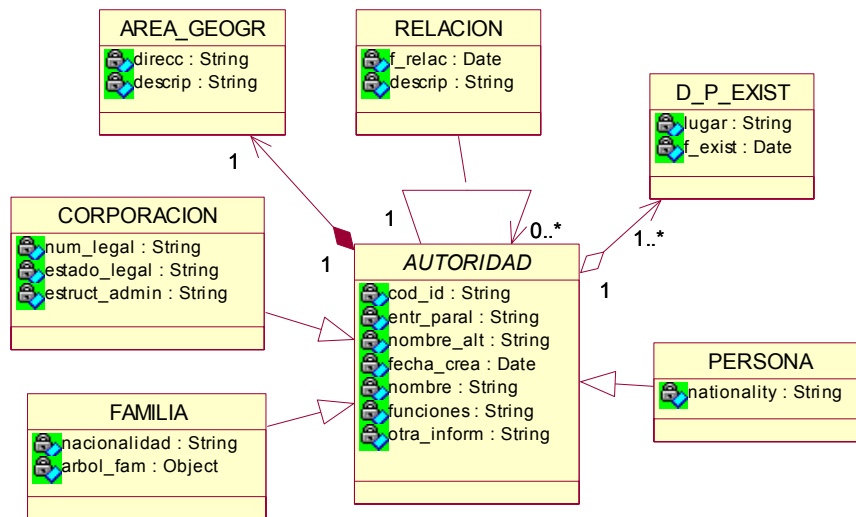 AREA_GEOGR
direcc : String
descrip : String
RELACION
f_relac : Date
descrip : String
D_P_EXIST
lugar : String
f_exist : Date
1
1
0..*
1..*
1
1
CORPORACION
num_legal : String
estado_legal : String
estruct_admin : String
AUTORIDAD
cod_id : String
entr_paral : String
nombre_alt : String
fecha_crea : Date
nombre : String
funciones : String
otra_inform : String
PERSONA
nationality : String
FAMILIA
nacionalidad : String
arbol_fam : Object